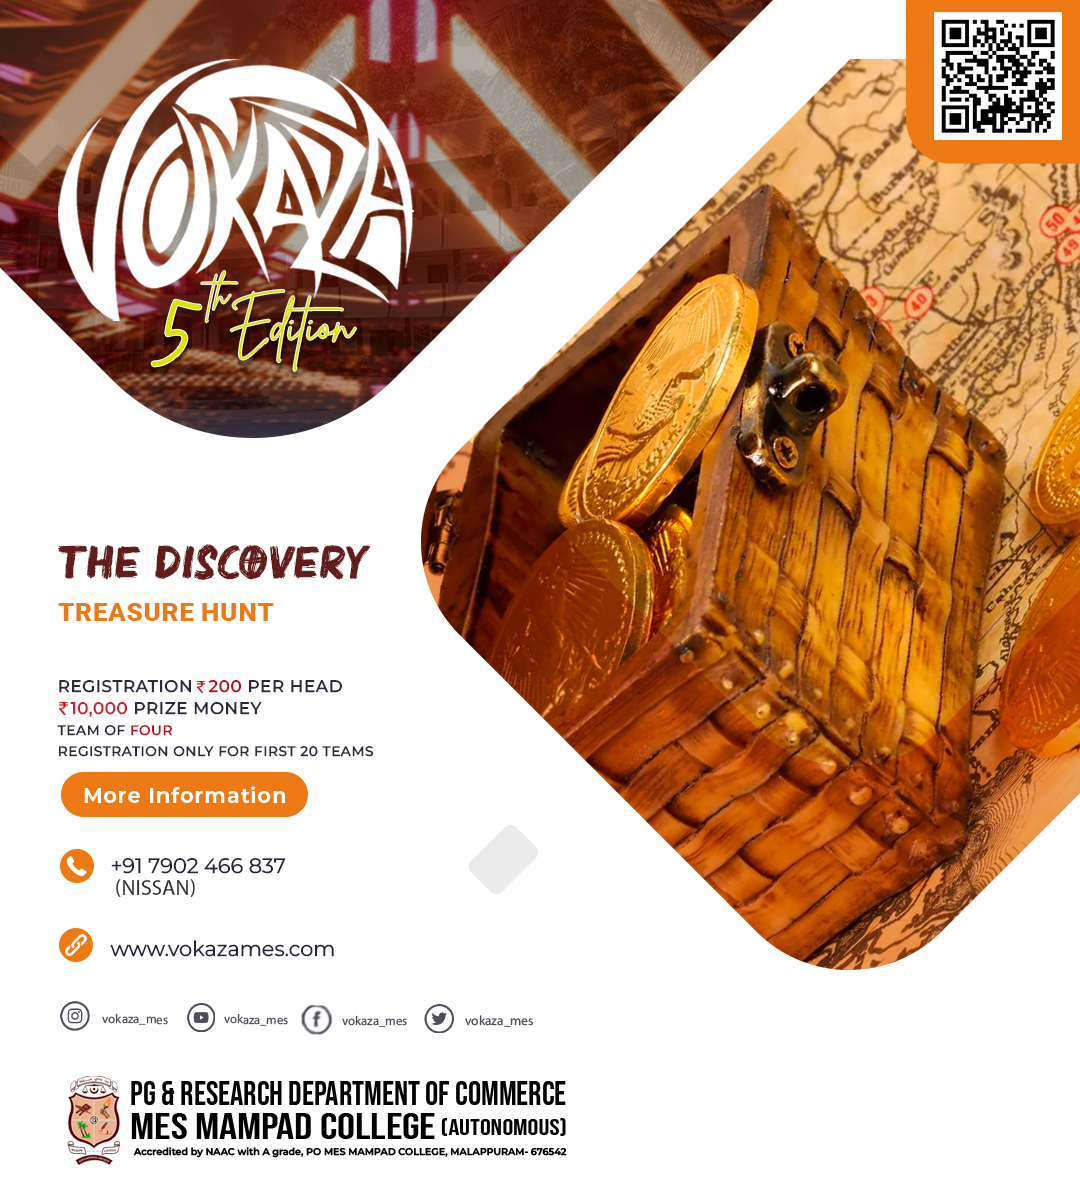 VOKAZA
5th Edition
THE DISCOVERY
TREASURE HUNT
REGISTRATION ₹200 PER HEAD
₹10,000 PRIZE MONEY
TEAM OF FOUR
REGISTRATION ONLY FOR FIRST 20 TEAMS
More Information
+91 7902 466 837
(NISSAN)
www.vokazames.com
vokaza_mes vokaza_mes vokaza_mes vokaza_mes
PG & RESEARCH DEPARTMENT OF COMMERCE
MES MAMPAD COLLEGE (AUTONOMOUS)
Accredited by NAAC with A grade, PO MES MAMPAD COLLEGE, MALAPPURAM- 676542
50
49
40